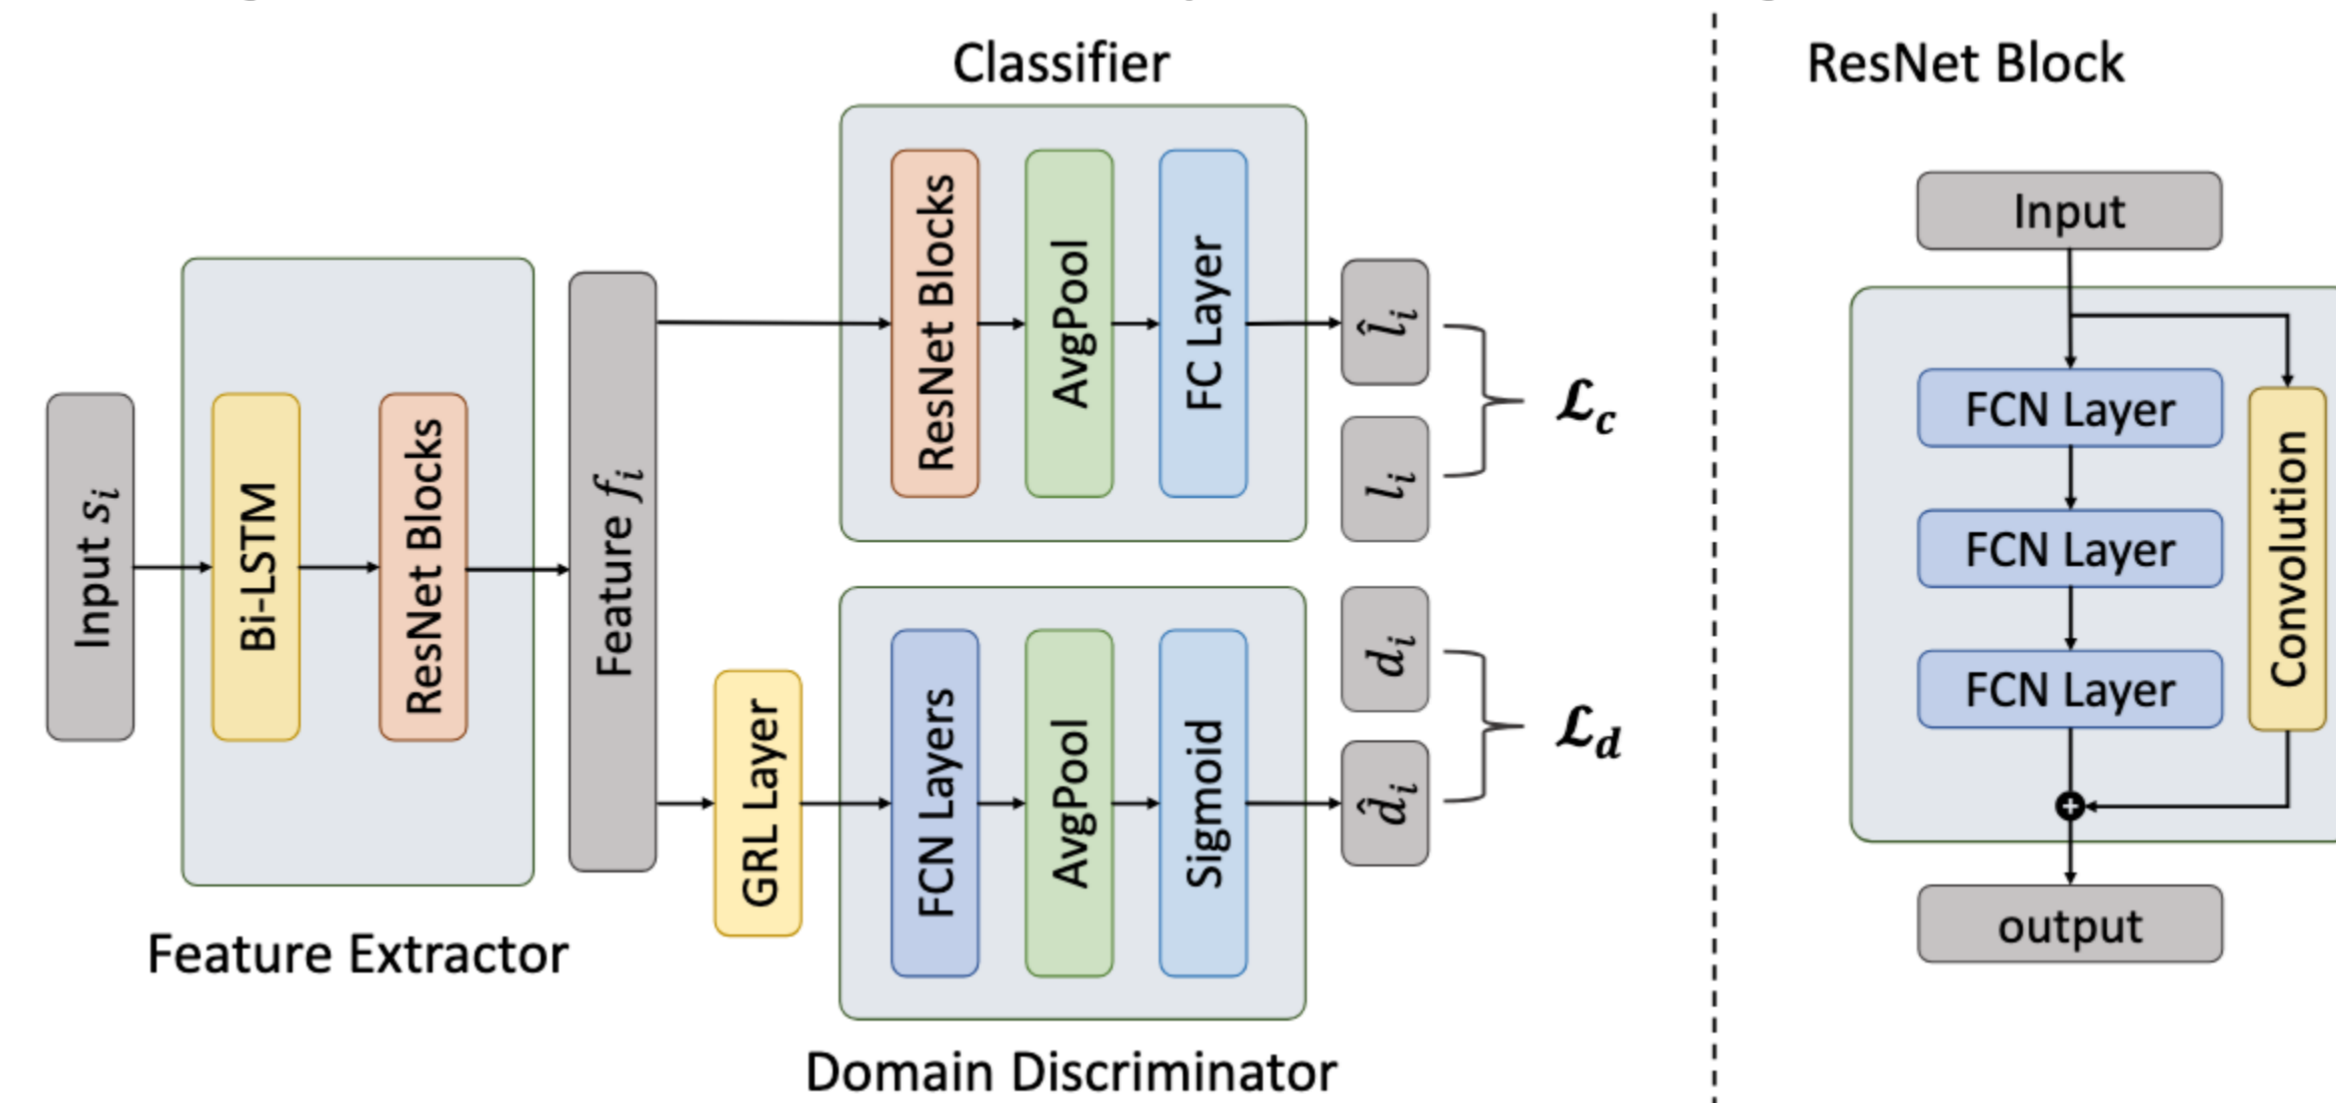 Classifier
ResNet Block
Input s_i
Bi-LSTM
ResNet Blocks
Feature Extractor
Feature f_i
ResNet Blocks
AvgPool
FC Layer
l̂_i
l_i
ℒ_c
GRL Layer
FCN Layers
AvgPool
Sigmoid
d_i
d̂_i
ℒ_d
Domain Discriminator
Input
FCN Layer
FCN Layer
FCN Layer
Convolution
+
output